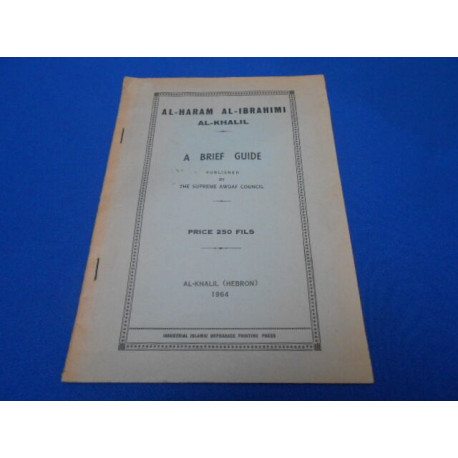 AL-HARAM AL-IBRAHIMI
AL-KHALIL
A BRIEF GUIDE
PUBLISHED
BY
THE SUPREME AWQAF COUNCIL
PRICE 250 FILS
AL-KHALIL (HEBRON)
1964
INDUSTRIAL ISLAMIC ORPHANAGE PRINTING PRESS